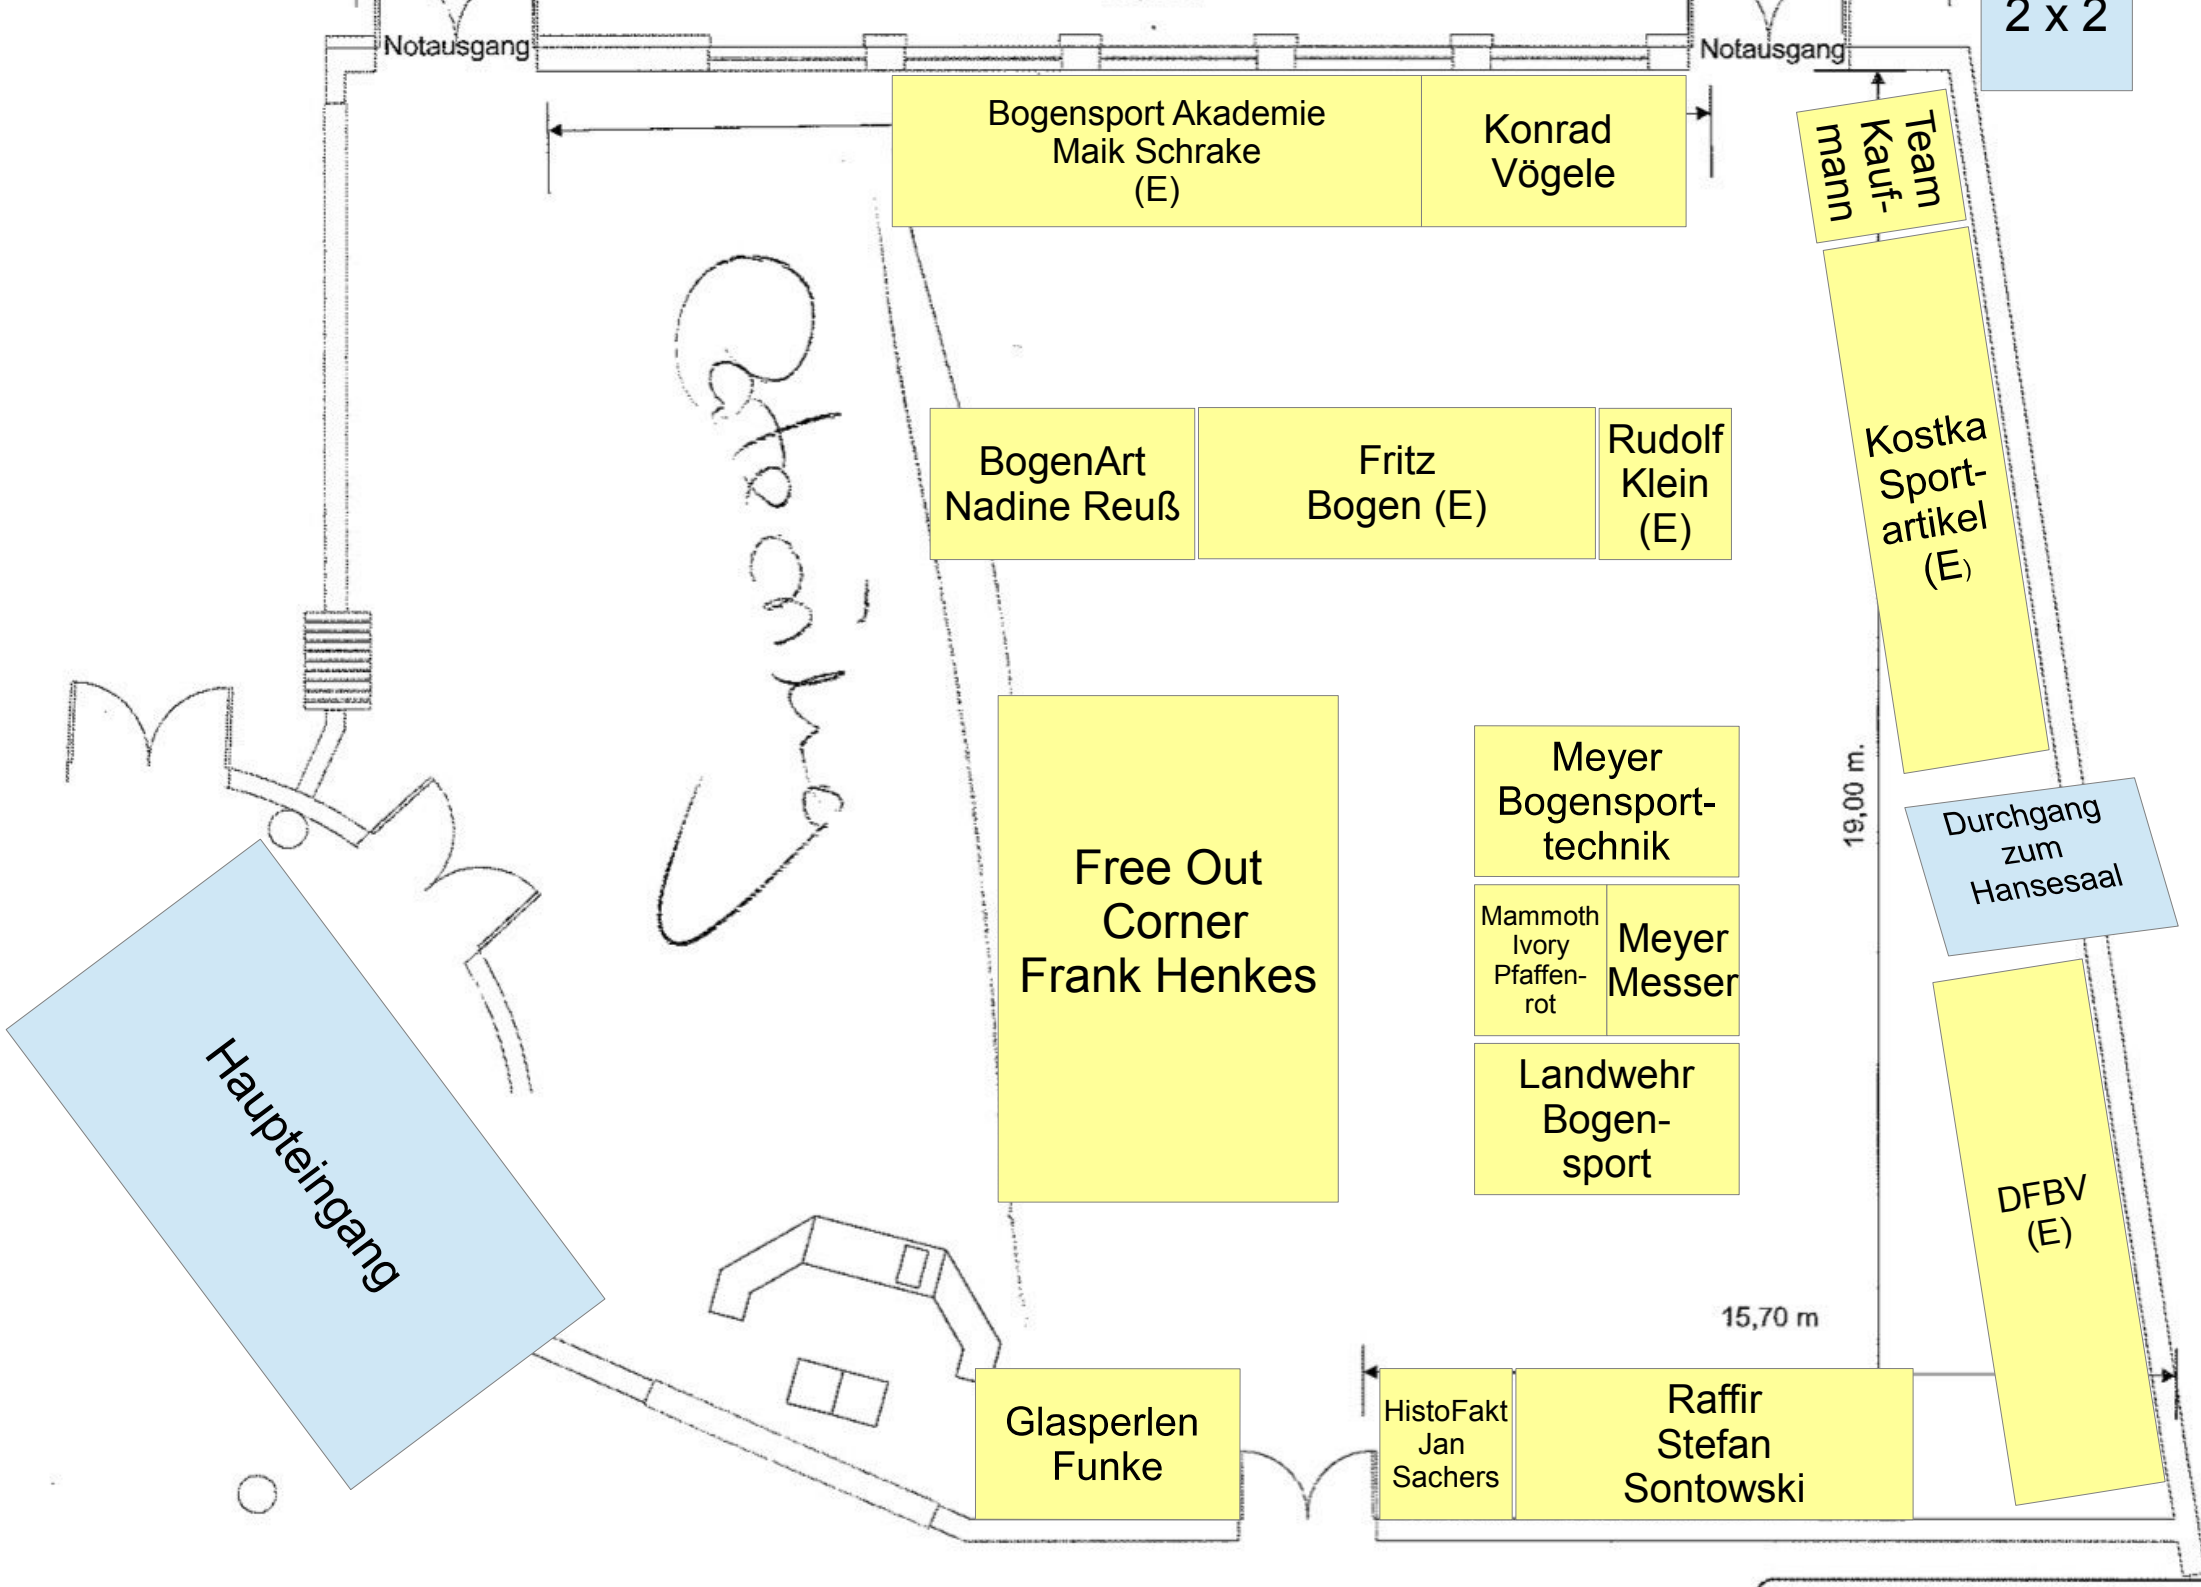 Notausgang
Notausgang
2 x 2
Bogensport Akademie
Maik Schrake
(E)
Konrad
Vögele
Team
Kauf-
mann
BogenArt
Nadine Reuß
Fritz
Bogen (E)
Rudolf
Klein
(E)
Kostka
Sport-
artikel
(E)
Free Out
Corner
Frank Henkes
Meyer
Bogensport-
technik
19,00 m.
Durchgang
zum
Hansesaal
Mammoth
Ivory
Pfaffen-
rot
Meyer
Messer
Landwehr
Bogen-
sport
Haupteingang
DFBV
(E)
15,70 m
Glasperlen
Funke
HistoFakt
Jan
Sachers
Raffir
Stefan
Sontowski